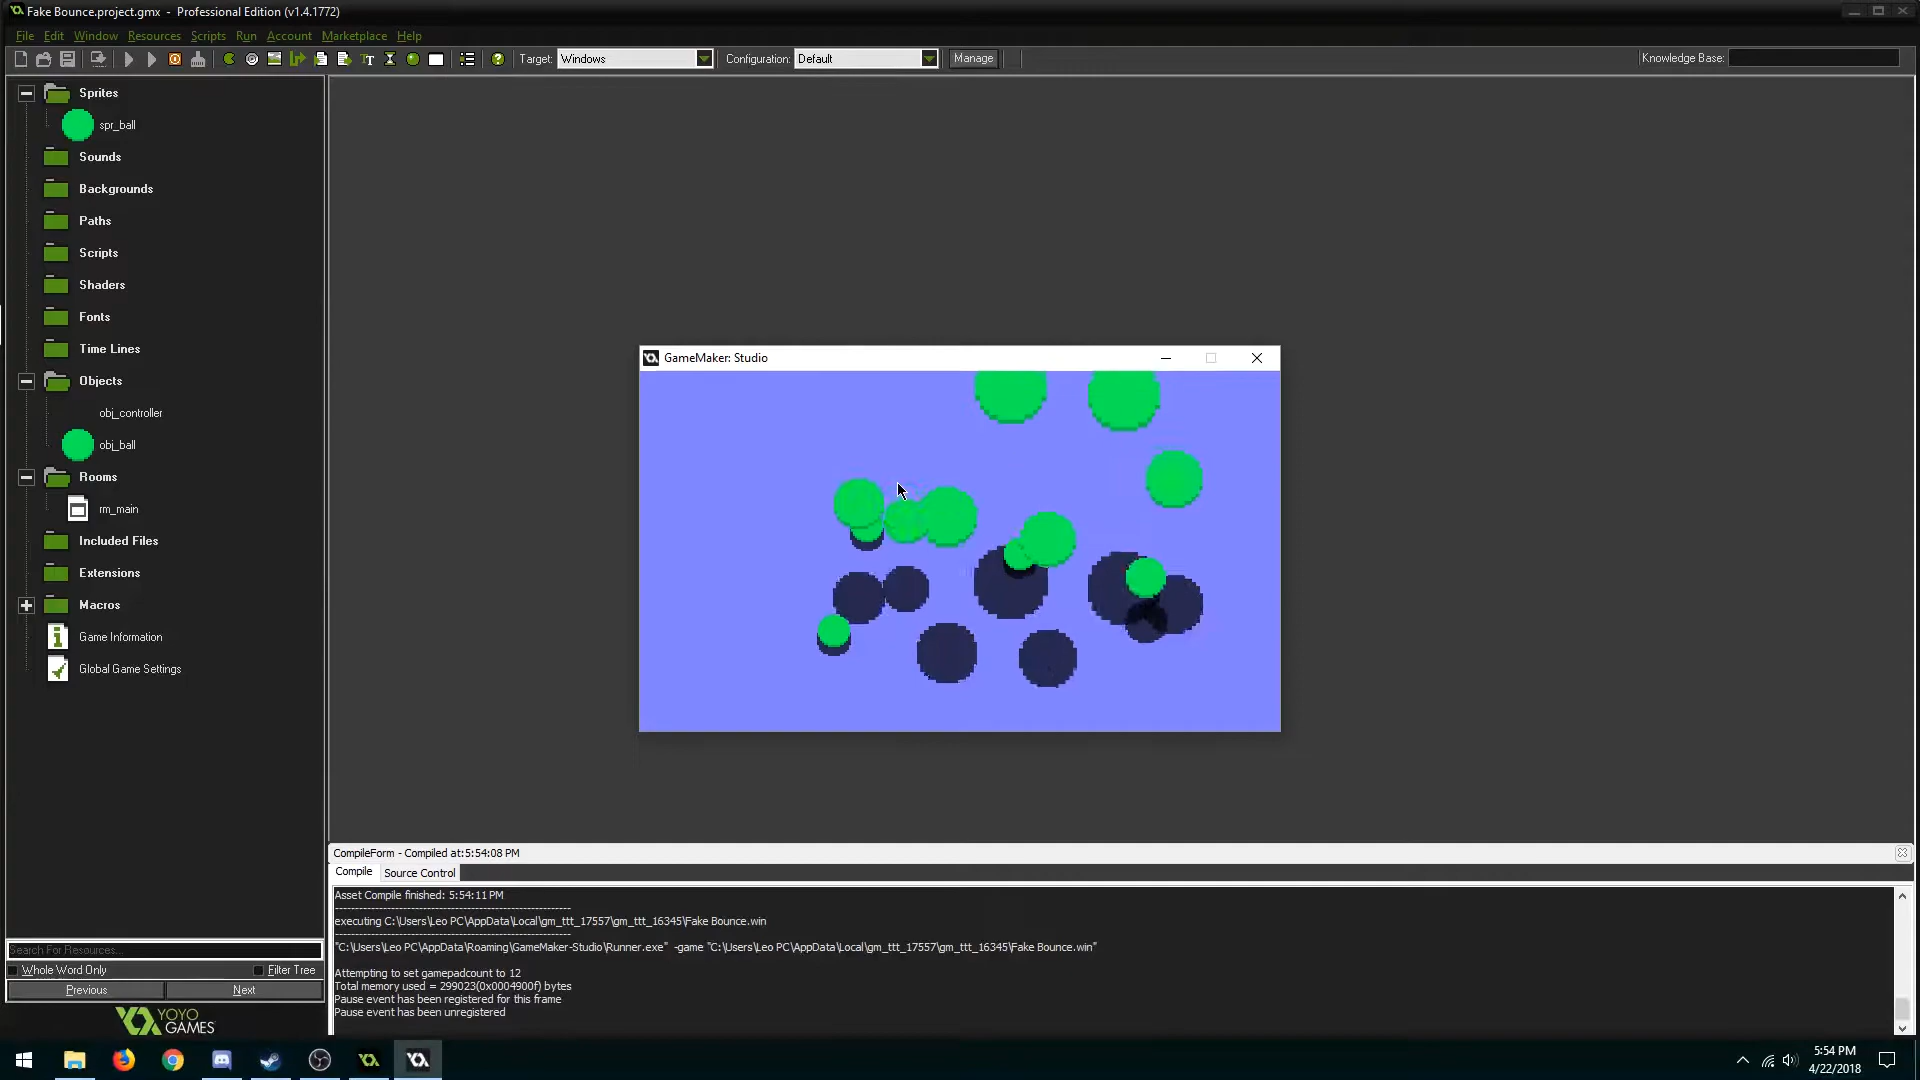 Fake Bounce.project.gmx - Professional Edition (v1.4.1772)
File Edit Window Resources Scripts Run Account Marketplace Help
Target: Windows Configuration: Default Manage Knowledge Base:
Sprites
spr_ball
Sounds
Backgrounds
Paths
Scripts
Shaders
Fonts
Time Lines
Objects
obj_controller
obj_ball
Rooms
rm_main
Included Files
Extensions
Macros
Game Information
Global Game Settings
Search For Resources...
Whole Word Only Filter Tree
Previous Next
YOYO
GAMES
GameMaker: Studio
CompileForm - Compiled at:5:54:08 PM
Compile Source Control
Asset Compile finished: 5:54:11 PM
executing C:\Users\Leo PC\AppData\Local\gm_ttt_17557\gm_ttt_16345\Fake Bounce.win
"C:\Users\Leo PC\AppData\Roaming\GameMaker-Studio\Runner.exe" -game "C:\Users\Leo PC\AppData\Local\gm_ttt_17557\gm_ttt_16345\Fake Bounce.win"
Attempting to set gamepadcount to 12
Total memory used = 299023(0x0004900f) bytes
Pause event has been registered for this frame
Pause event has been unregistered
5:54 PM
4/22/2018